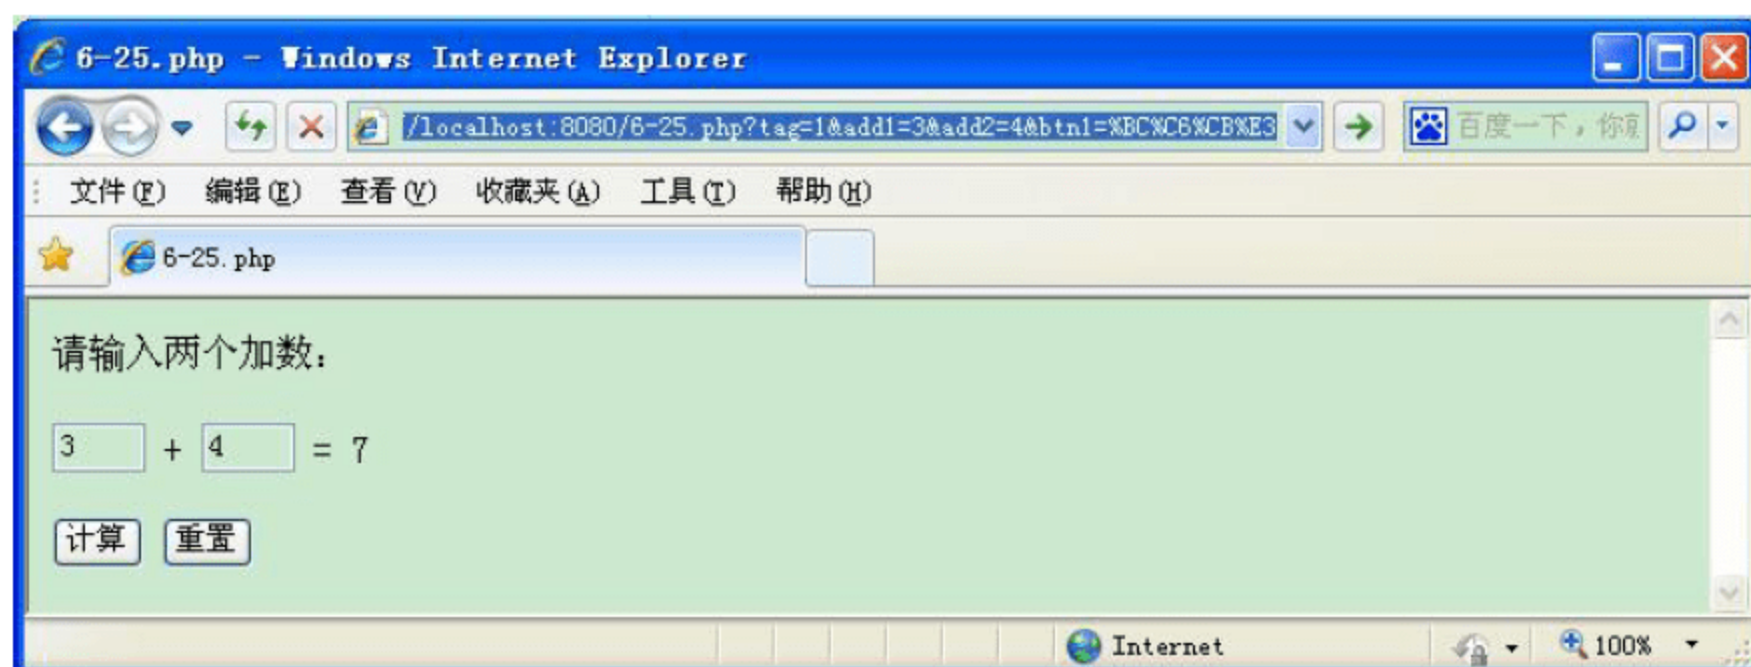 6-25.php - Windows Internet Explorer
/localhost:8080/6-25.php?tag=1&add1=3&add2=4&btn1=%BC%C6%CB%E3
百度一下，你
文件(F) 编辑(E) 查看(V) 收藏夹(A) 工具(T) 帮助(H)
6-25.php
请输入两个加数：
3 + 4 = 7
计算 重置
Internet 100%